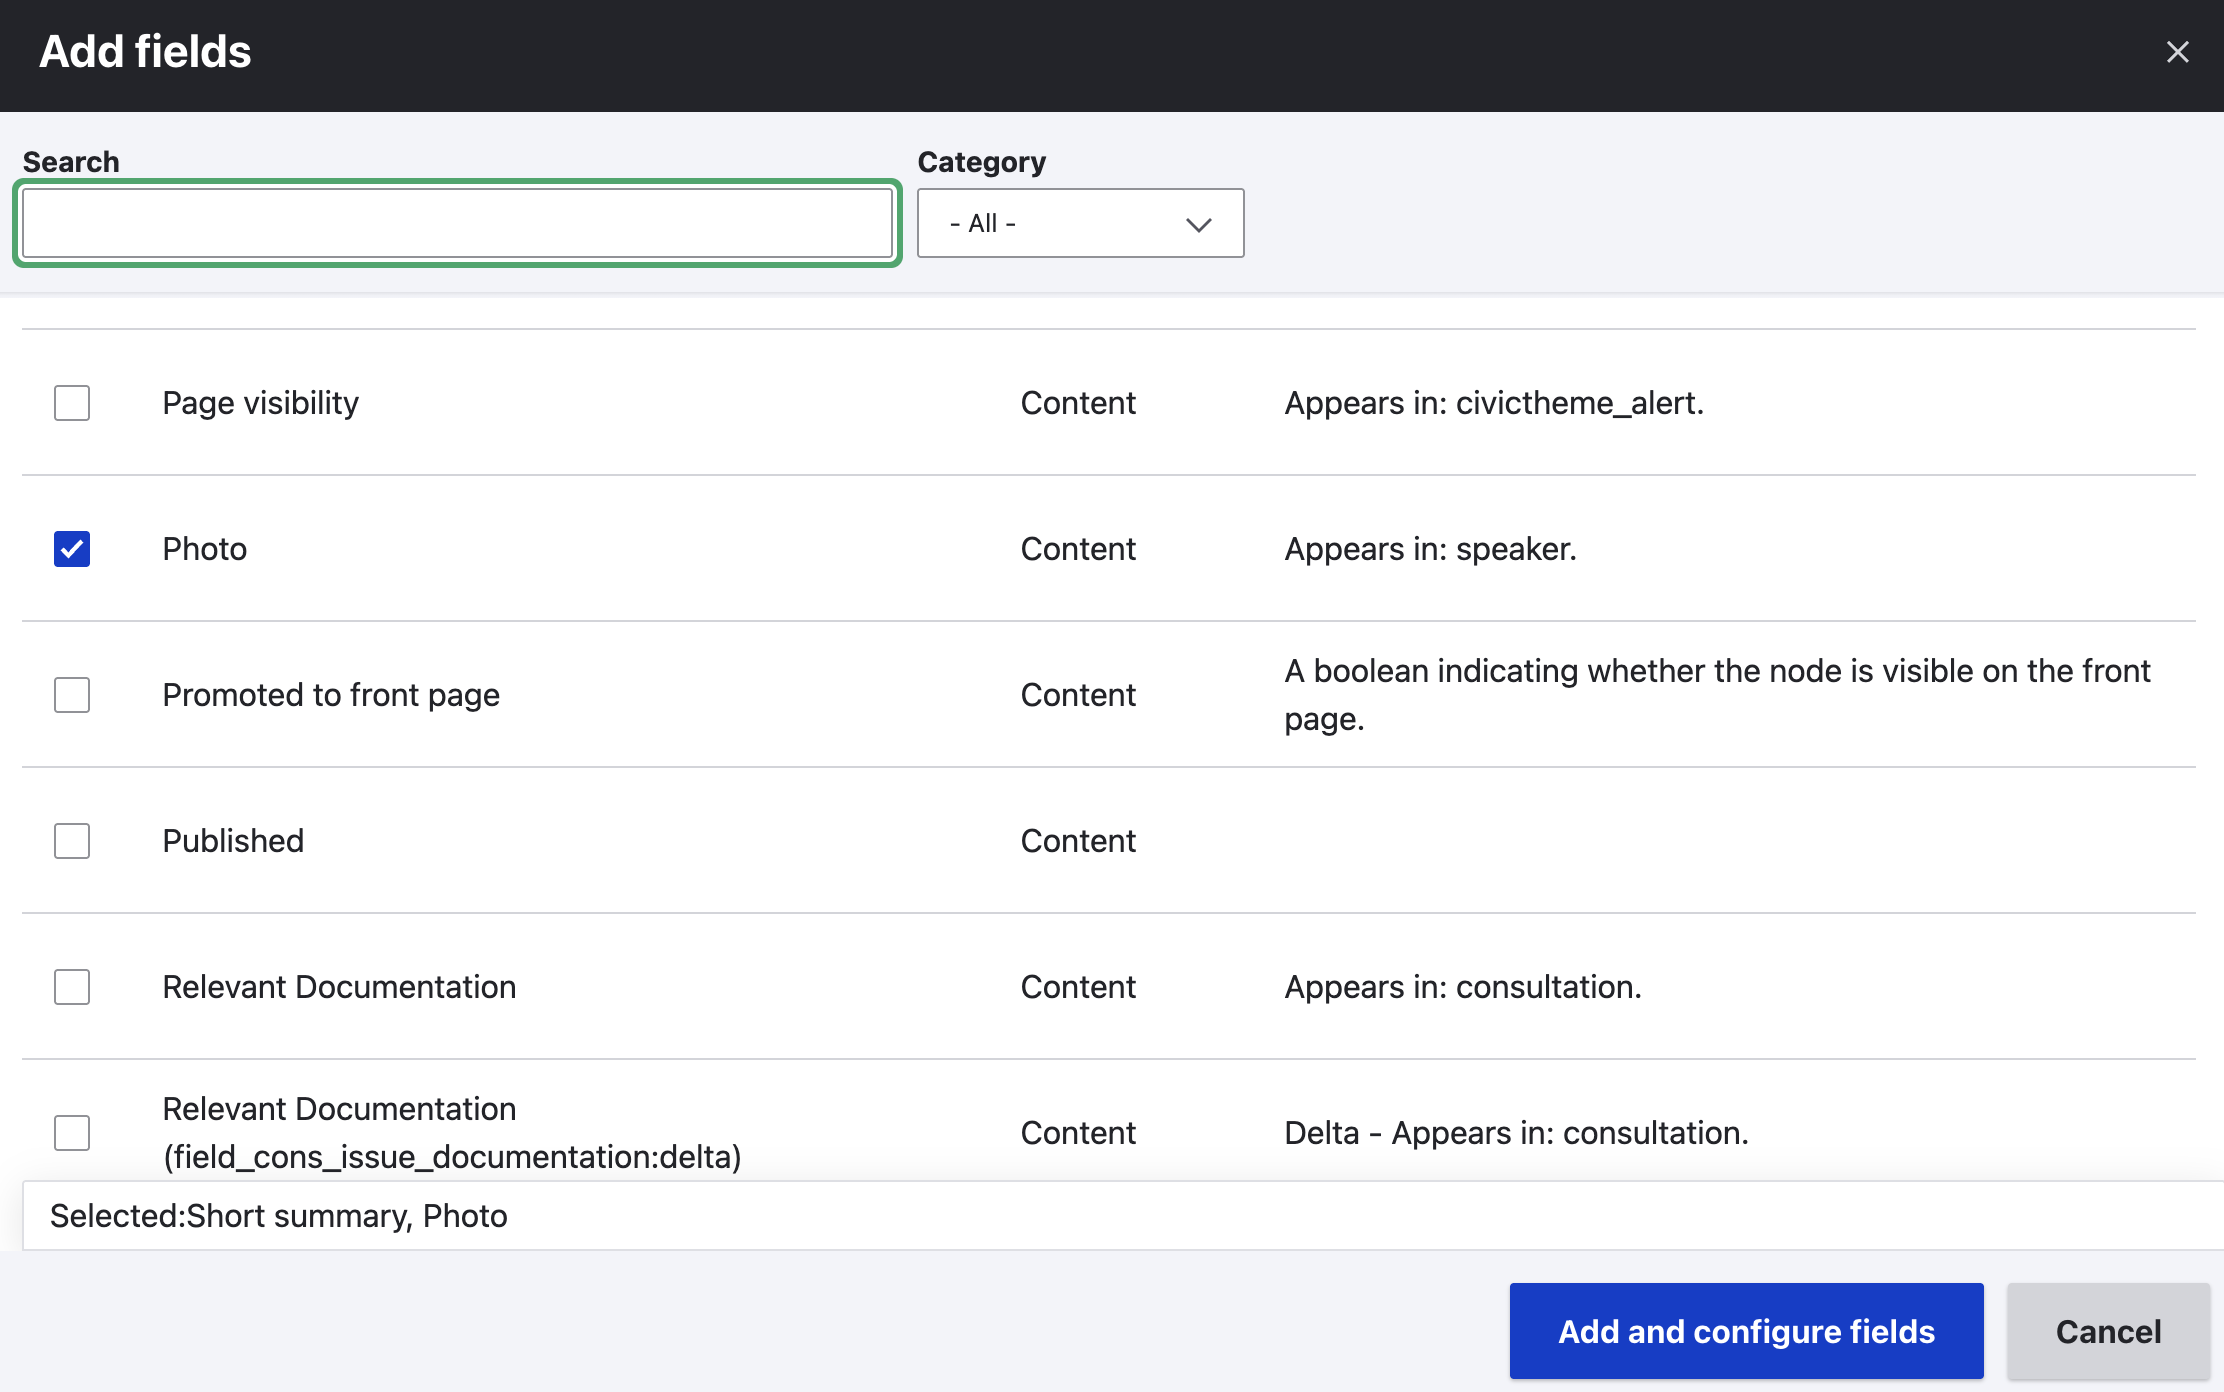 Add fields
Search
Category
- All -
Page visibility
Content
Appears in: civictheme_alert.
Photo
Content
Appears in: speaker.
Promoted to front page
Content
A boolean indicating whether the node is visible on the front
page.
Published
Content
Relevant Documentation
Content
Appears in: consultation.
Relevant Documentation
(field_cons_issue_documentation:delta)
Content
Delta - Appears in: consultation.
Selected:Short summary, Photo
Add and configure fields
Cancel